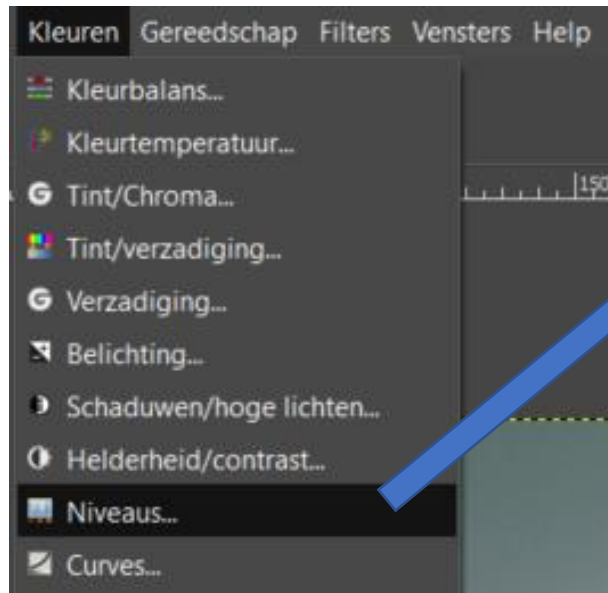 Kleuren Gereedschap Filters Vensters Help
Kleurbalans...
Kleurtemperatuur...
Tint/Chroma...
150
Tint/verzadiging...
Verzadiging...
Belichting...
Schaduwen/hoge lichten...
Helderheid/contrast...
Niveaus...
Curves...